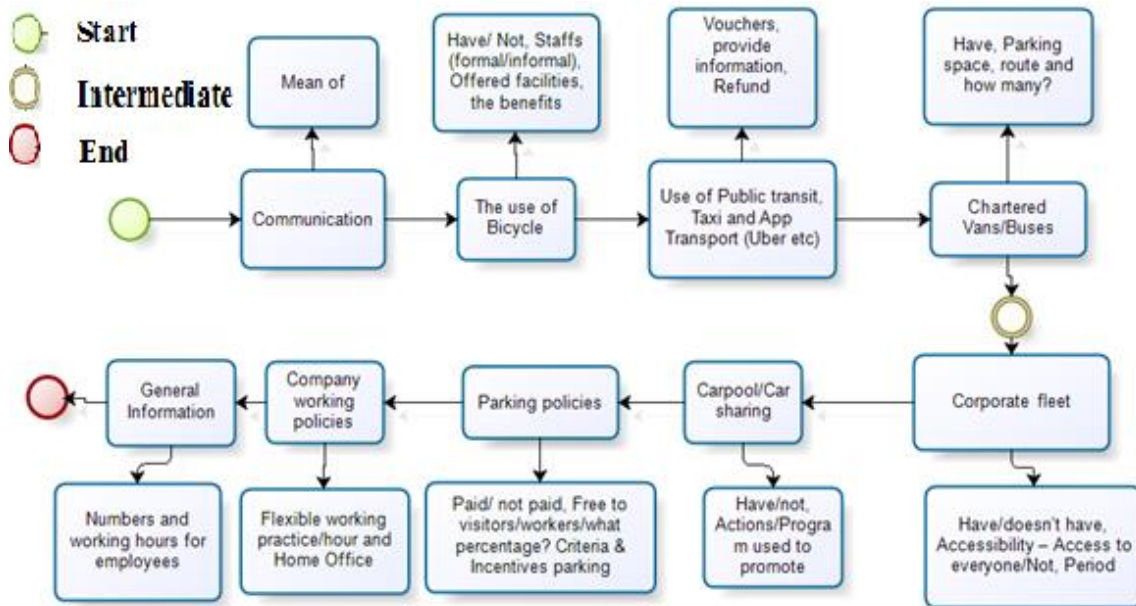 Start
Intermediate
End
Mean of
Have/ Not, Staffs
(formal/informal),
Offered facilities,
the benefits
Vouchers,
provide
information,
Refund
Have, Parking
space, route and
how many?
Communication
The use of
Bicycle
Use of Public transit,
Taxi and App
Transport (Uber etc)
Chartered
Vans/Buses
General
Information
Company
working
policies
Parking policies
Carpool/Car
sharing
Corporate fleet
Numbers and
working hours for
employees
Flexible working
practice/hour and
Home Office
Paid/ not paid, Free to
visitors/workers/what
percentage? Criteria &
Incentives parking
Have/not,
Actions/Progra
m used to
promote
Have/doesn't have,
Accessibility – Access to
everyone/Not, Period